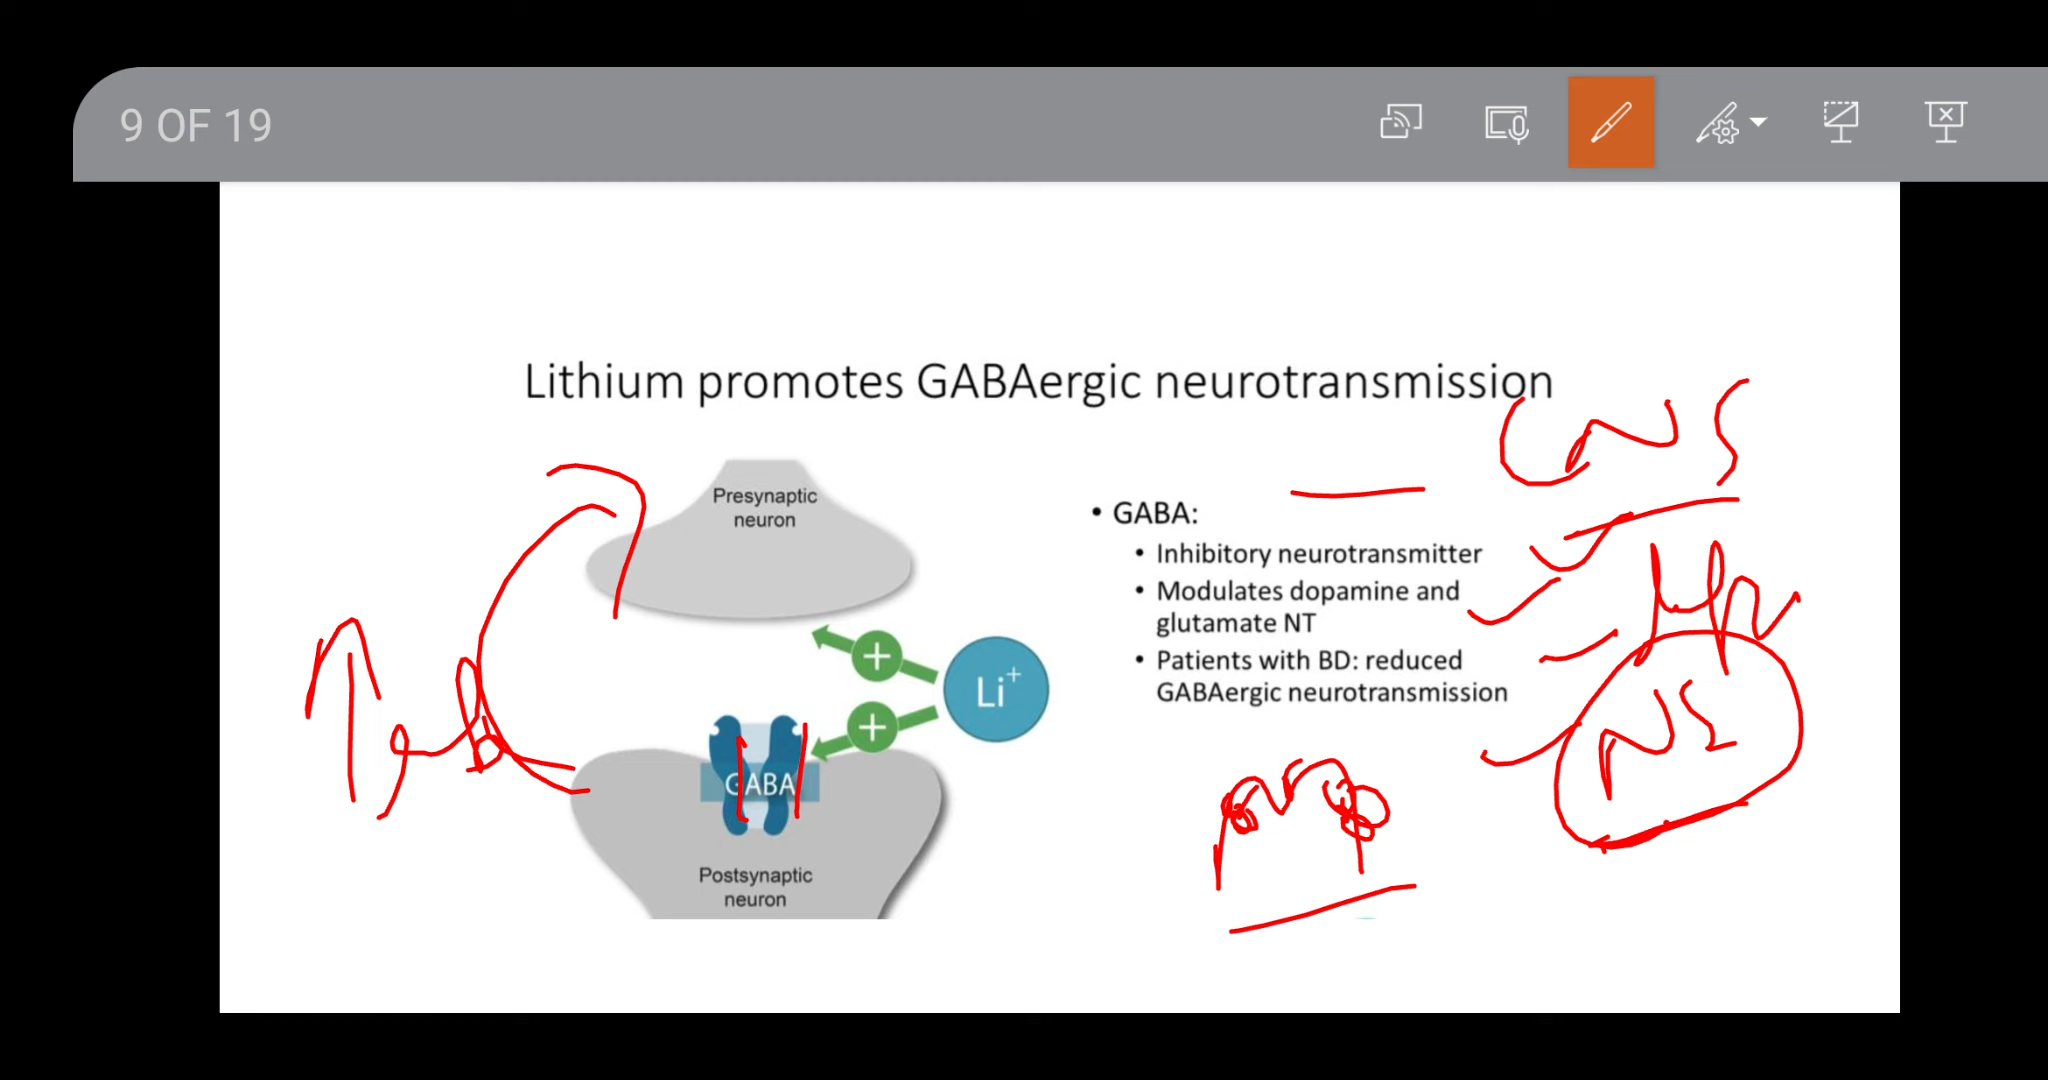 9 OF 19
Lithium promotes GABAergic neurotransmission
CNS
Presynaptic
neuron
• GABA:
• Inhibitory neurotransmitter
• Modulates dopamine and
glutamate NT
• Patients with BD: reduced
GABAergic neurotransmission
+
Li+
+
GABA
Postsynaptic
neuron